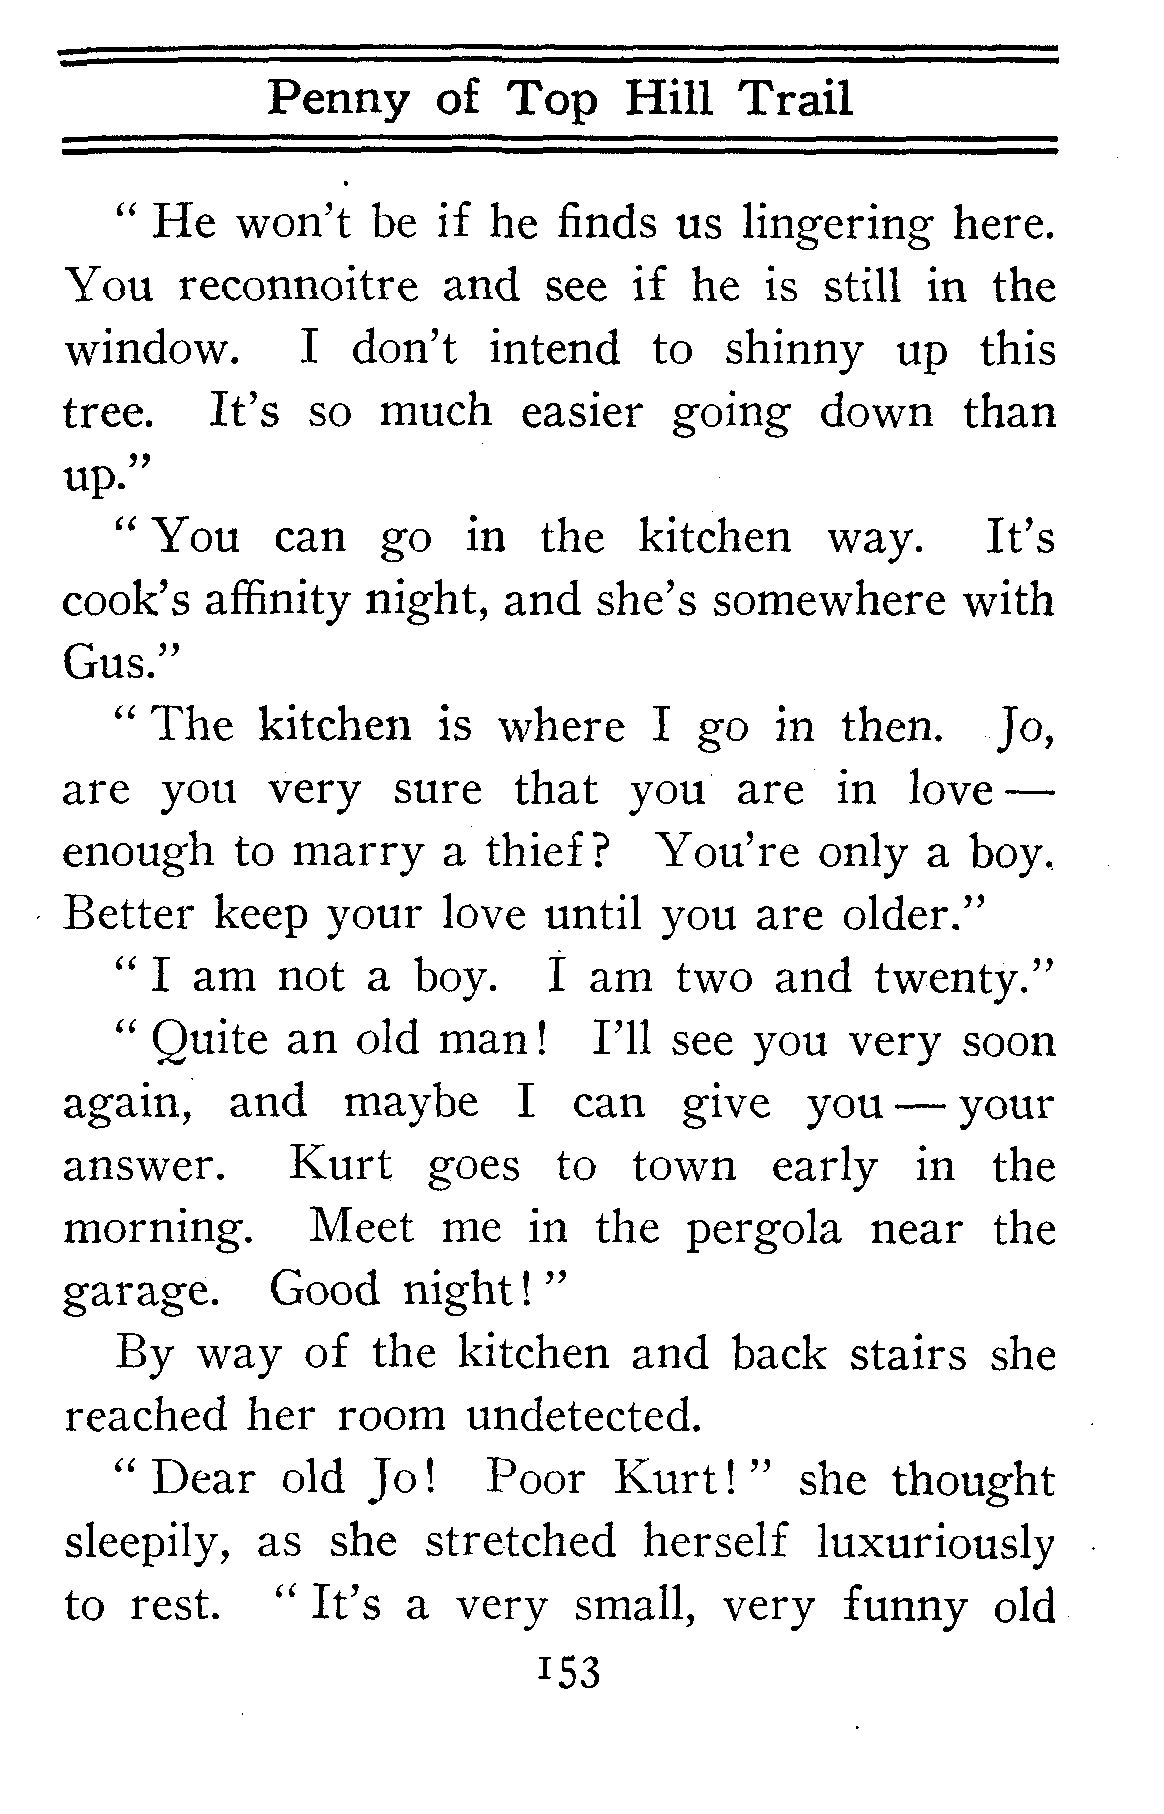 Penny of Top Hill Trail
“ He won’t be if he finds us lingering here.
You reconnoitre and see if he is still in the
window. I don’t intend to shinny up this
tree. It’s so much easier going down than
up.”
“ You can go in the kitchen way. It’s
cook’s affinity night, and she’s somewhere with
Gus.”
“ The kitchen is where I go in then. Jo,
are you very sure that you are in love —
enough to marry a thief? You’re only a boy.
Better keep your love until you are older.”
“ I am not a boy. I am two and twenty.”
“ Quite an old man! I’ll see you very soon
again, and maybe I can give you — your
answer. Kurt goes to town early in the
morning. Meet me in the pergola near the
garage. Good night! ”
By way of the kitchen and back stairs she
reached her room undetected.
“ Dear old Jo! Poor Kurt! ” she thought
sleepily, as she stretched herself luxuriously
to rest. “ It’s a very small, very funny old
153